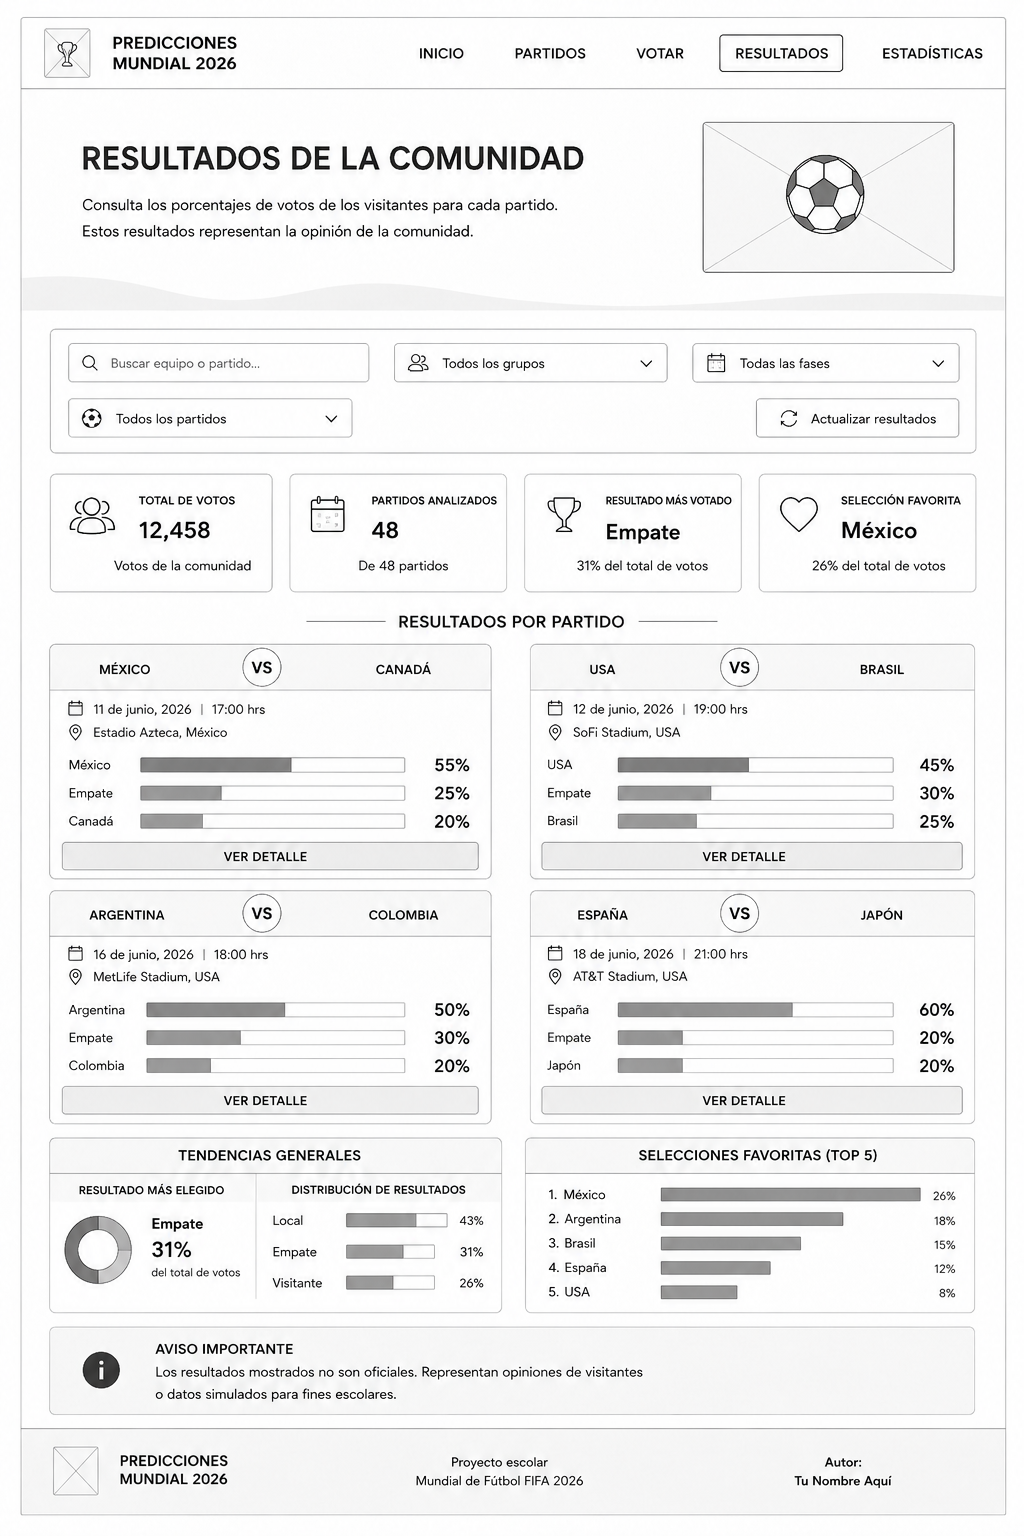 PREDICCIONES
MUNDIAL 2026
INICIO
PARTIDOS
VOTAR
RESULTADOS
ESTADÍSTICAS
RESULTADOS DE LA COMUNIDAD
Consulta los porcentajes de votos de los visitantes para cada partido.
Estos resultados representan la opinión de la comunidad.
Buscar equipo o partido...
Todos los grupos
Todas las fases
Todos los partidos
Actualizar resultados
TOTAL DE VOTOS
12,458
Votos de la comunidad
PARTIDOS ANALIZADOS
48
De 48 partidos
RESULTADO MÁS VOTADO
Empate
31% del total de votos
SELECCIÓN FAVORITA
México
26% del total de votos
RESULTADOS POR PARTIDO
MÉXICO VS CANADÁ
11 de junio, 2026 | 17:00 hrs
Estadio Azteca, México
México 55%
Empate 25%
Canadá 20%
VER DETALLE
USA VS BRASIL
12 de junio, 2026 | 19:00 hrs
SoFi Stadium, USA
USA 45%
Empate 30%
Brasil 25%
VER DETALLE
ARGENTINA VS COLOMBIA
16 de junio, 2026 | 18:00 hrs
MetLife Stadium, USA
Argentina 50%
Empate 30%
Colombia 20%
VER DETALLE
ESPAÑA VS JAPÓN
18 de junio, 2026 | 21:00 hrs
AT&T Stadium, USA
España 60%
Empate 20%
Japón 20%
VER DETALLE
TENDENCIAS GENERALES
RESULTADO MÁS ELEGIDO
Empate
31%
del total de votos
DISTRIBUCIÓN DE RESULTADOS
Local 43%
Empate 31%
Visitante 26%
SELECCIONES FAVORITAS (TOP 5)
1. México 26%
2. Argentina 18%
3. Brasil 15%
4. España 12%
5. USA 8%
i
AVISO IMPORTANTE
Los resultados mostrados no son oficiales. Representan opiniones de visitantes
o datos simulados para fines escolares.
PREDICCIONES
MUNDIAL 2026
Proyecto escolar
Mundial de Fútbol FIFA 2026
Autor:
Tu Nombre Aquí